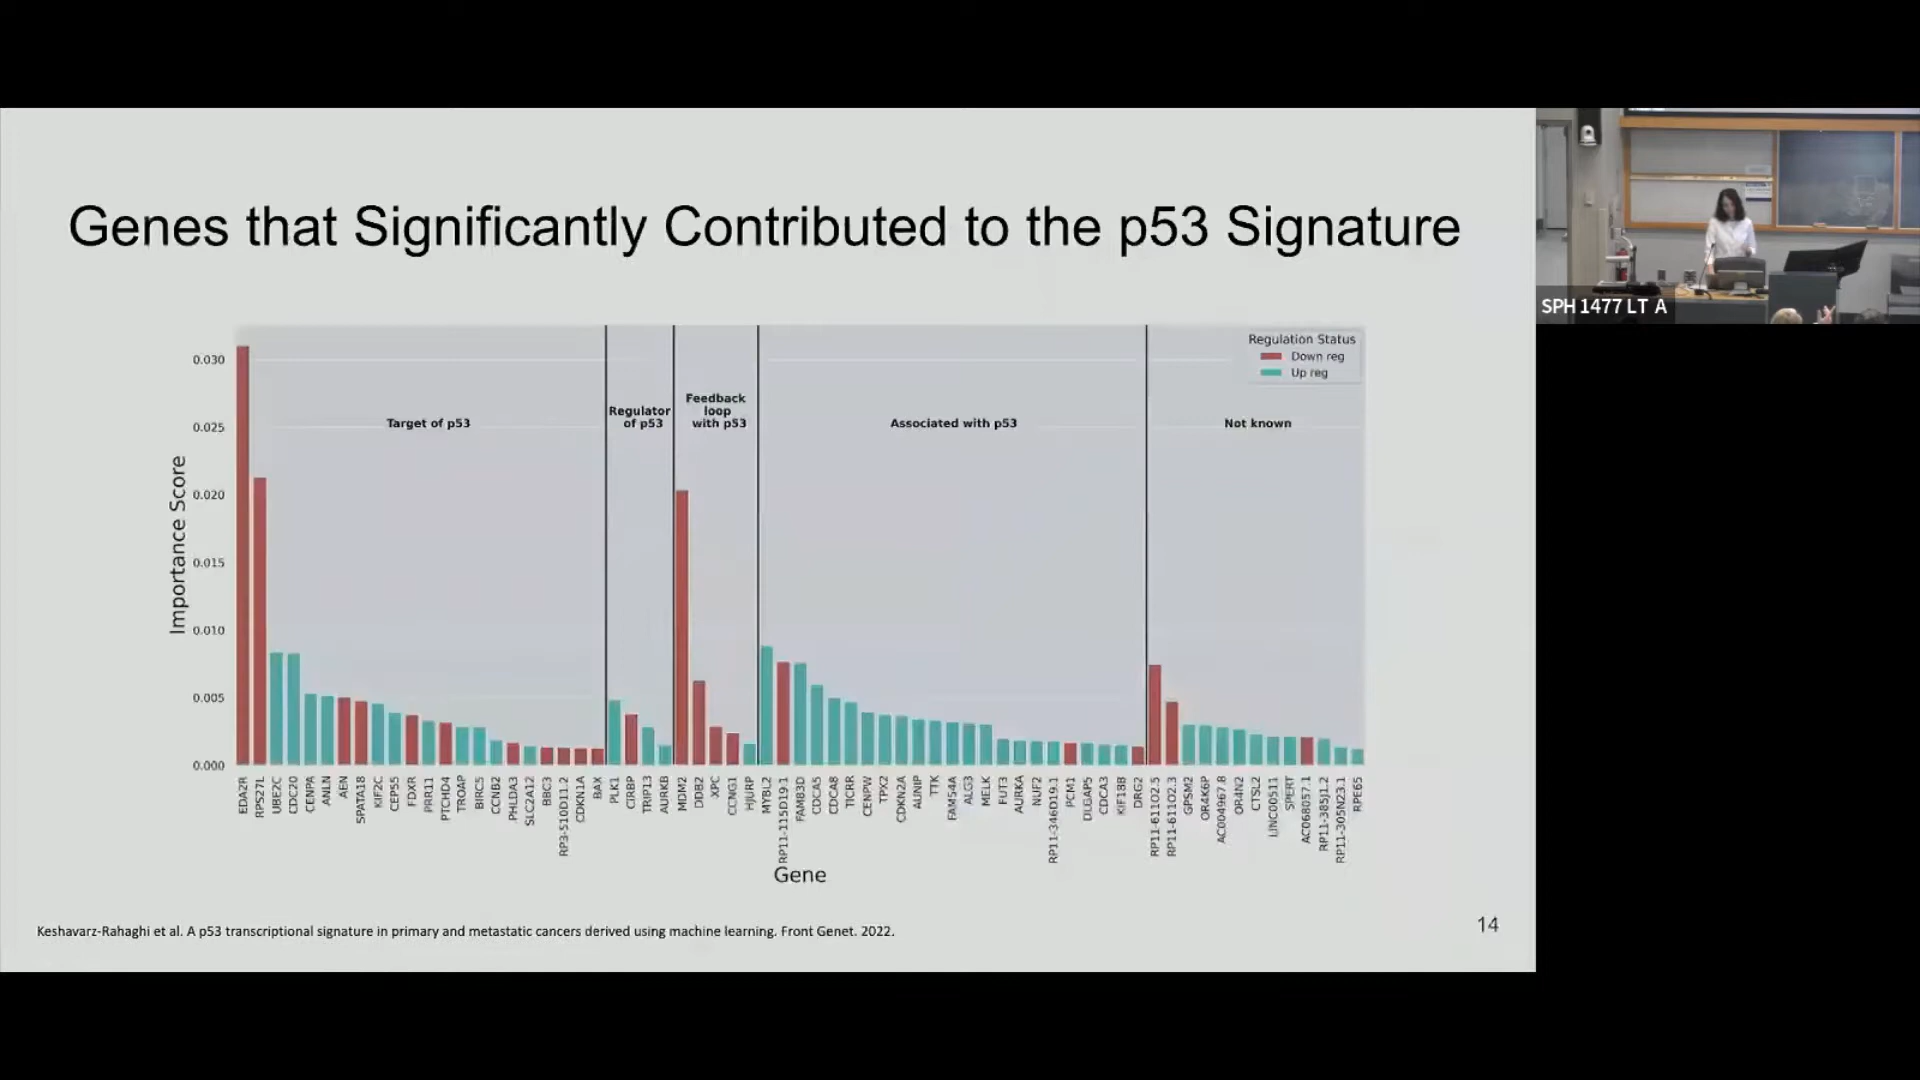 Genes that Significantly Contributed to the p53 Signature
SPH 1477 LT A
Regulation Status
Down reg
Up reg
Target of p53
Regulator
of p53
Feedback
loop
with p53
Associated with p53
Not known
Importance Score
0.030
0.025
0.020
0.015
0.010
0.005
0.000
EDA2R
RPS27L
UBE2C
CDC20
CENPA
ANLN
AEN
SPATA18
KIF2C
CEP55
FDXR
PRR11
PTCHD4
TROAP
BIRC5
CCNB2
PHLDA3
SLC2A12
BBC3
RP3-510D11.2
CDKN1A
BAX
PLK1
CIRBP
TRIP13
AURKB
MDM2
DDB2
XPC
CCNG1
HJURP
MYBL2
RP11-115D19.1
FAM83D
CDCA5
CDCA8
TICRR
CENPW
TPX2
CDKN2A
AUNIP
TTK
FAM54A
ALG3
MELK
FUT3
AURKA
NUF2
RP11-346D19.1
PCM1
DLGAP5
CDCA3
KIF18B
DRG2
RP11-611O2.5
RP11-611O2.3
GPSM2
OR4K6P
AC004967.8
OR4N2
CTSL2
LINC00511
SPERT
AC068057.1
RP11-385J1.2
RP11-305N23.1
RPE65
Gene
Keshavarz-Rahaghi et al. A p53 transcriptional signature in primary and metastatic cancers derived using machine learning. Front Genet. 2022.
14